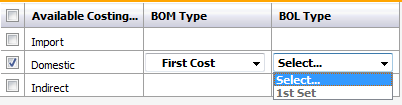 Available Costing... BOM Type BOL Type
Import
Domestic First Cost Select...
Select...
1st Set
Indirect